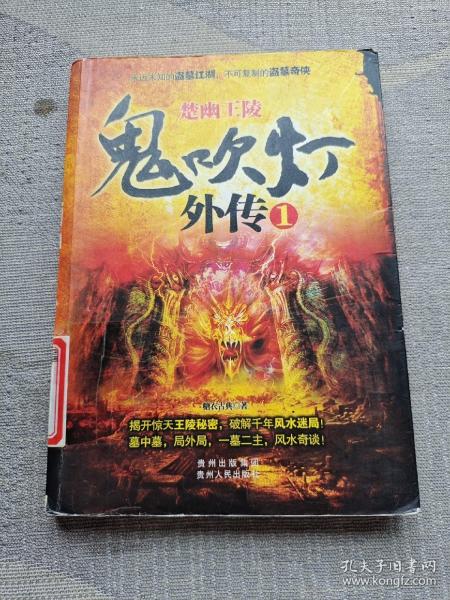 永远未知的盗墓江湖，不可复制的盗墓奇侠
楚幽王陵
鬼吹灯
外传1
糖衣古典◎著
揭开惊天王陵秘密，破解千年风水迷局！
墓中墓，局外局，一墓二主，风水奇谈！
贵州出版集团
贵州人民出版社
孔夫子旧书网
www.kongfz.com